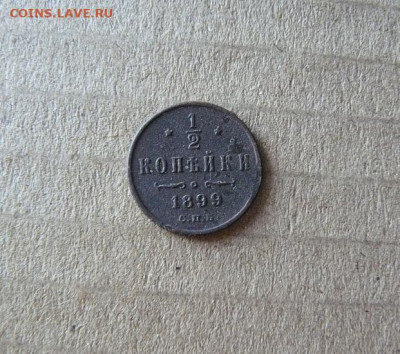 COINS.LAVE.RU
* 1/2 *
КОПѢЙКИ
1899
С.П.Б.